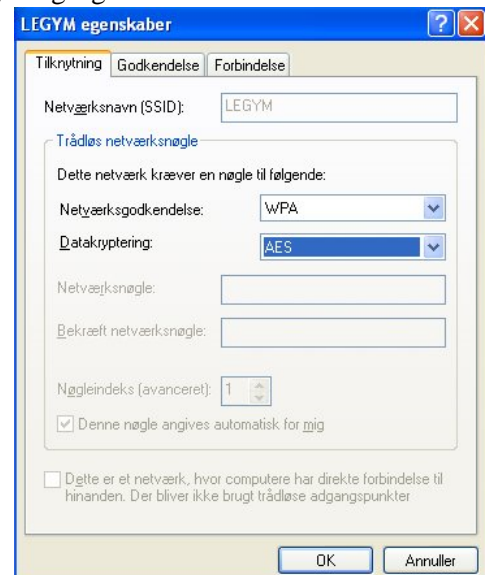 LEGYM egenskaber
Tilknytning Godkendelse Forbindelse
Netværksnavn (SSID): LEGYM
Trådløs netværksnøgle
Dette netværk kræver en nøgle til følgende:
Netværksgodkendelse: WPA
Datakryptering: AES
Netværksnøgle:
Bekræft netværksnøgle:
Nøgleindeks (avanceret): 1
Denne nøgle angives automatisk for mig
Dette er et netværk, hvor computere har direkte forbindelse til
hinanden. Der bliver ikke brugt trådløse adgangspunkter
OK Annuller